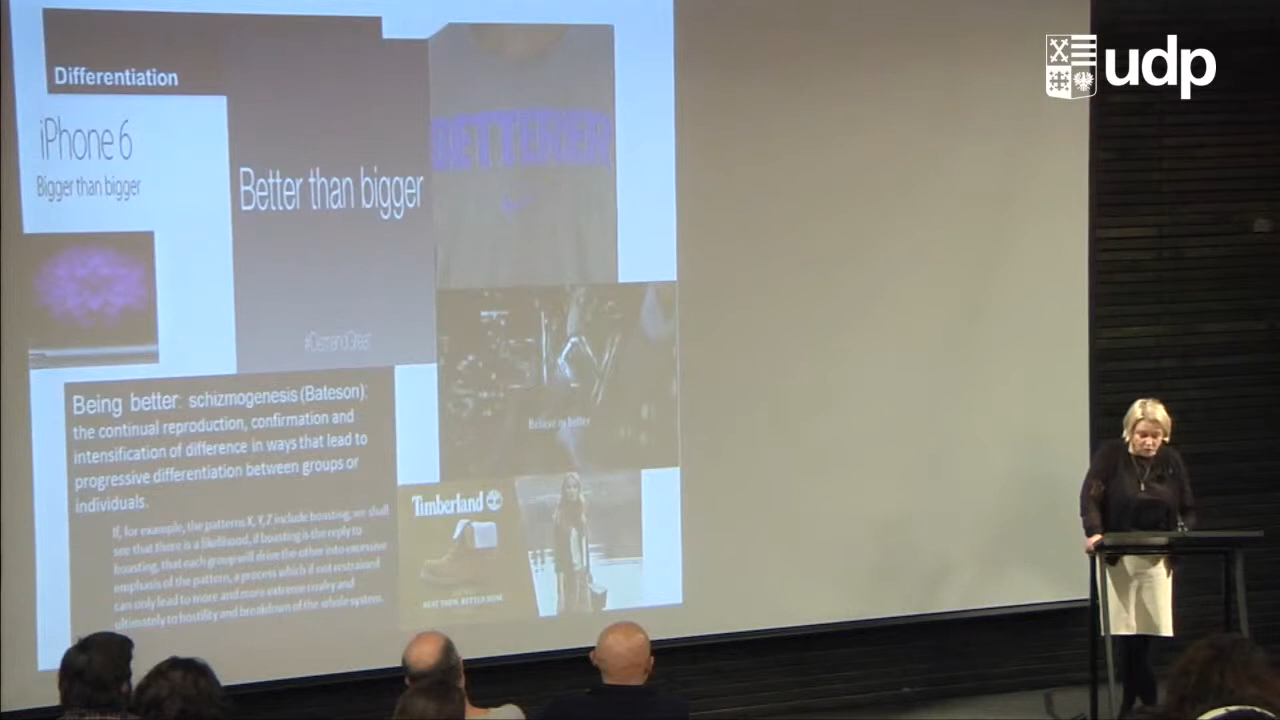 udp
Differentiation
iPhone 6
Bigger than bigger
Better than bigger
#DemandGreat
BETTERER
Being better: schizmogenesis (Bateson):
the continual reproduction, confirmation and
intensification of difference in ways that lead to
progressive differentiation between groups or
individuals.
If, for example, the patterns X, Y, Z include boasting, we shall
see that there is a likelihood, if boasting is the reply to
boasting, that each group will drive the other into excessive
emphasis of the pattern, a process which if not restrained
can only lead to more and more extreme rivalry and
ultimately to hostility and breakdown of the whole system.
Believe in better
Timberland
BEST THEN. BETTER NOW.